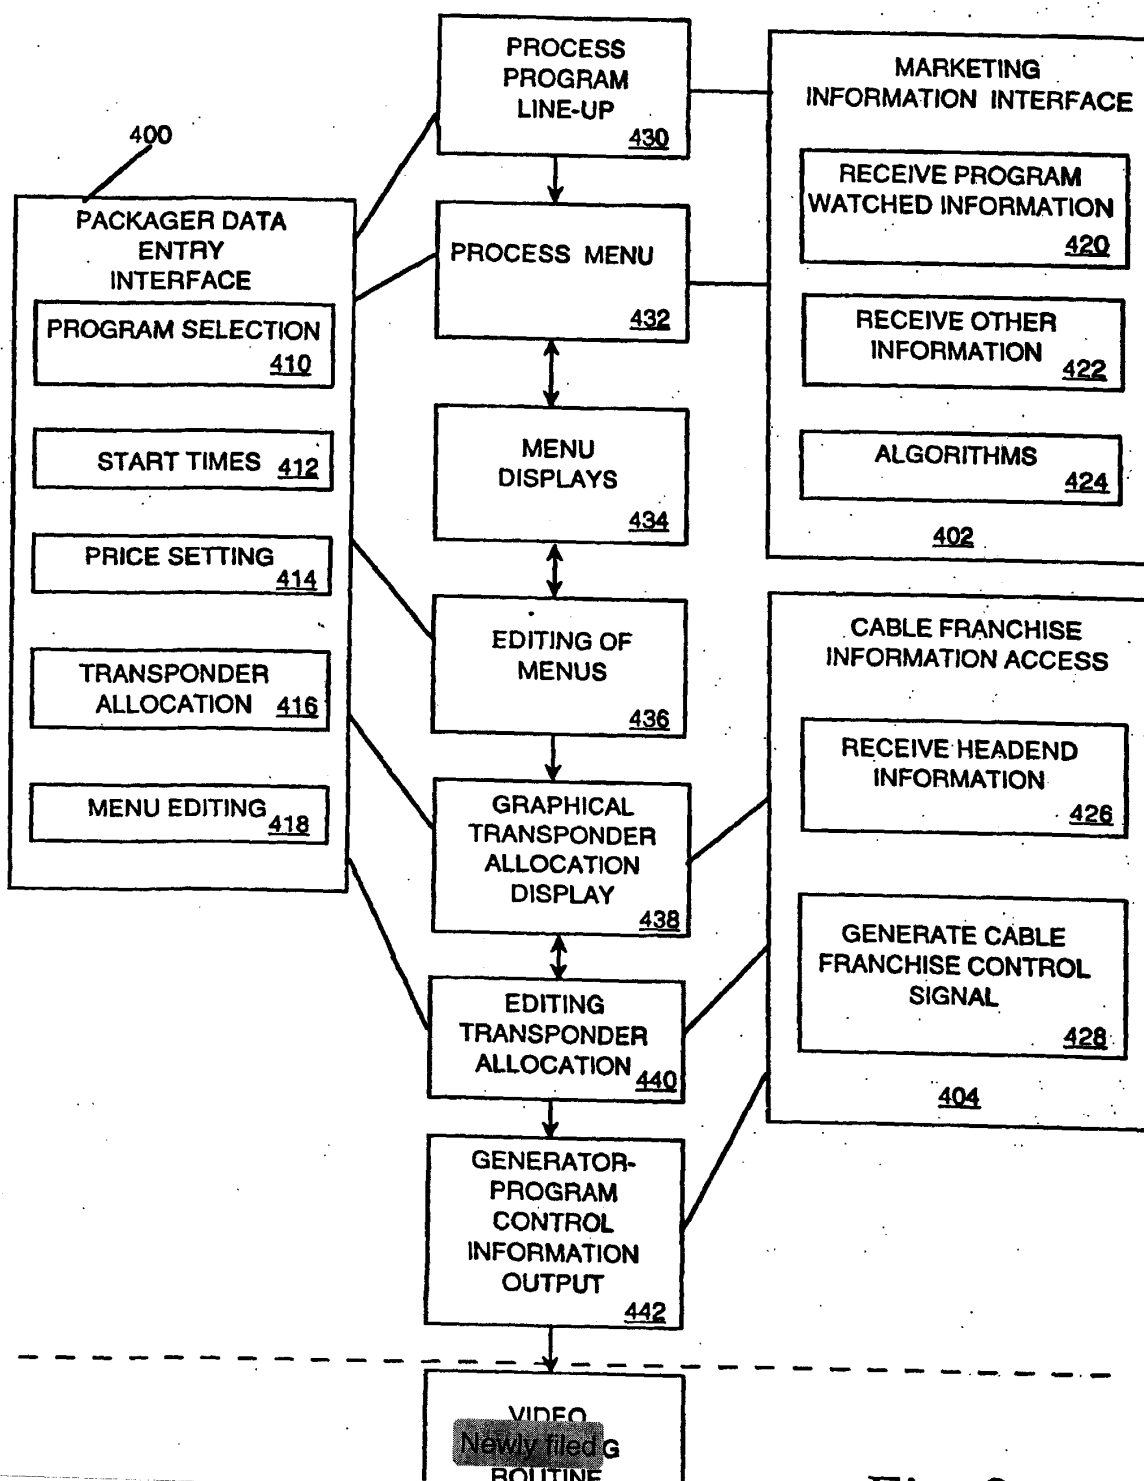 400
PACKAGER DATA
ENTRY
INTERFACE
PROGRAM SELECTION
410
START TIMES 412
PRICE SETTING
414
TRANSPONDER
ALLOCATION 416
MENU EDITING
418
PROCESS
PROGRAM
LINE-UP
430
PROCESS MENU
432
MENU
DISPLAYS
434
EDITING OF
MENUS
436
GRAPHICAL
TRANSPONDER
ALLOCATION
DISPLAY
438
EDITING
TRANSPONDER
ALLOCATION 440
GENERATOR-
PROGRAM
CONTROL
INFORMATION
OUTPUT
442
VIDEO
Newly filed
ROUTINE
MARKETING
INFORMATION INTERFACE
RECEIVE PROGRAM
WATCHED INFORMATION
420
RECEIVE OTHER
INFORMATION
422
ALGORITHMS
424
402
CABLE FRANCHISE
INFORMATION ACCESS
RECEIVE HEADEND
INFORMATION
426
GENERATE CABLE
FRANCHISE CONTROL
SIGNAL
428
404